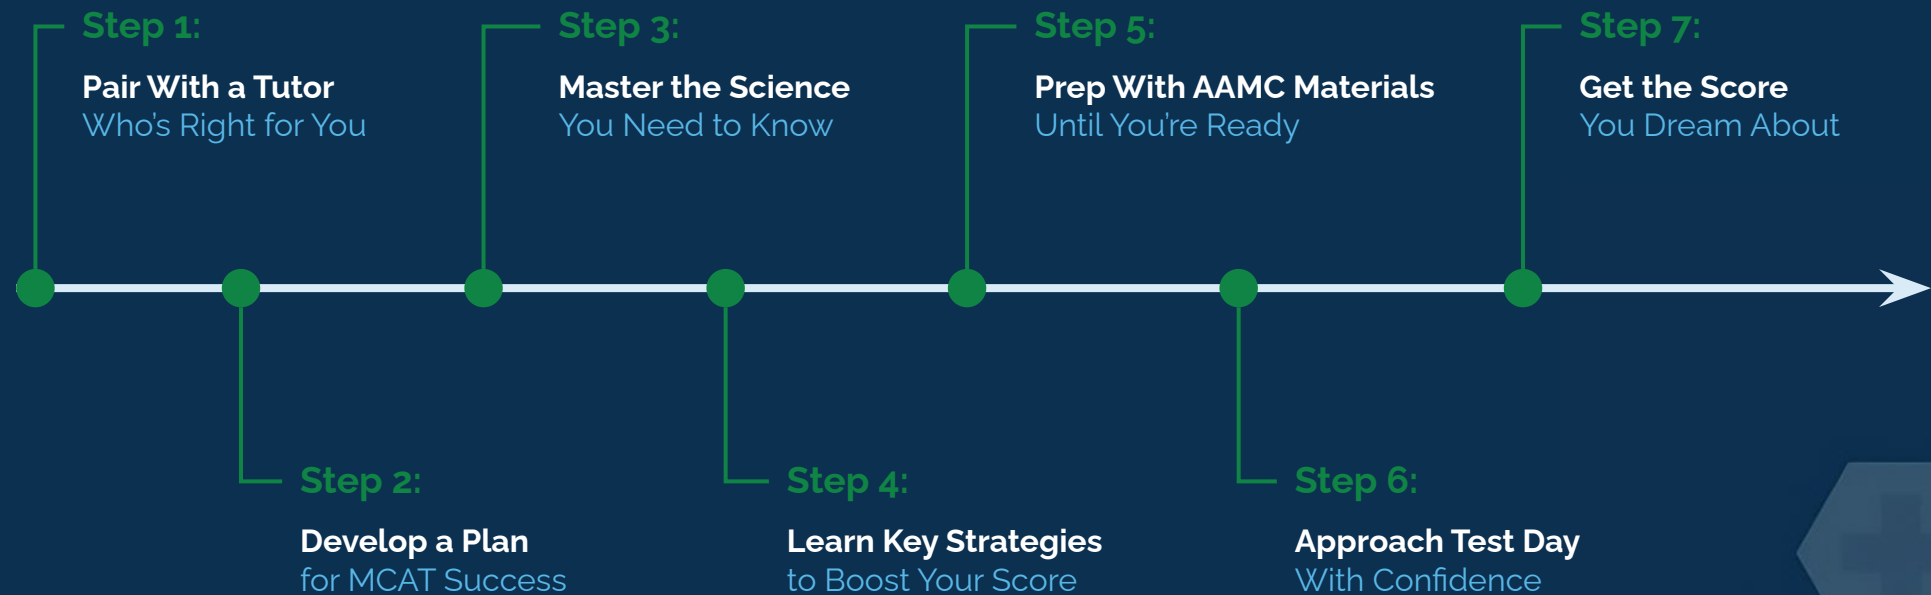 Step 1:
Pair With a Tutor
Who's Right for You
Step 2:
Develop a Plan
for MCAT Success
Step 3:
Master the Science
You Need to Know
Step 4:
Learn Key Strategies
to Boost Your Score
Step 5:
Prep With AAMC Materials
Until You're Ready
Step 6:
Approach Test Day
With Confidence
Step 7:
Get the Score
You Dream About